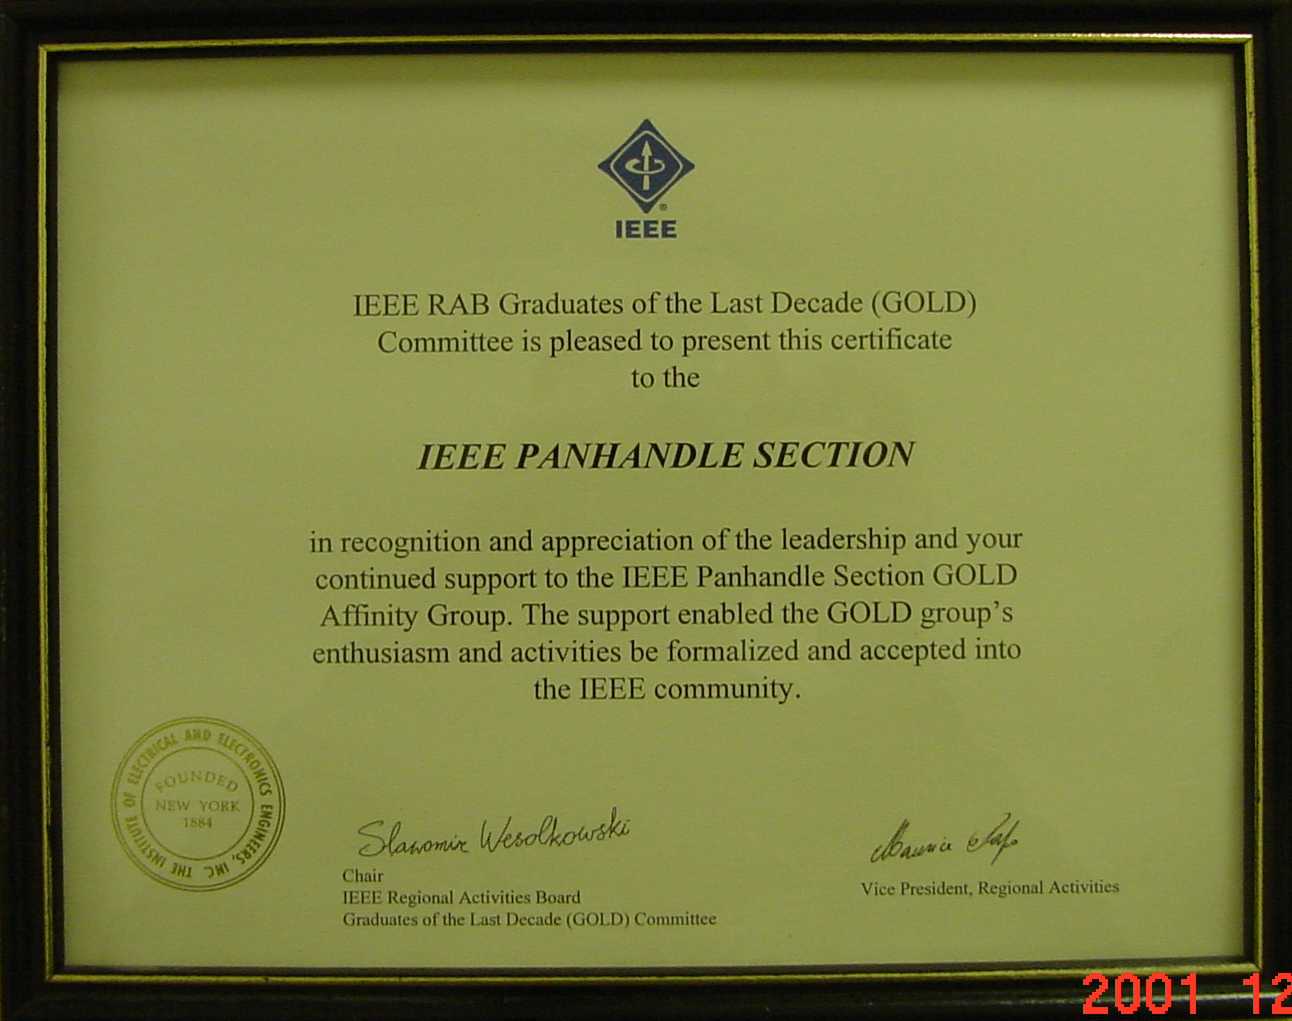 IEEE
IEEE RAB Graduates of the Last Decade (GOLD)
Committee is pleased to present this certificate
to the
IEEE PANHANDLE SECTION
in recognition and appreciation of the leadership and your
continued support to the IEEE Panhandle Section GOLD
Affinity Group. The support enabled the GOLD group's
enthusiasm and activities be formalized and accepted into
the IEEE community.
THE INSTITUTE OF ELECTRICAL AND ELECTRONICS ENGINEERS, INC.
FOUNDED
NEW YORK
1884
Slawomir Wesolkowski
Chair
IEEE Regional Activities Board
Graduates of the Last Decade (GOLD) Committee
Maurice
Vice President, Regional Activities
2001 12